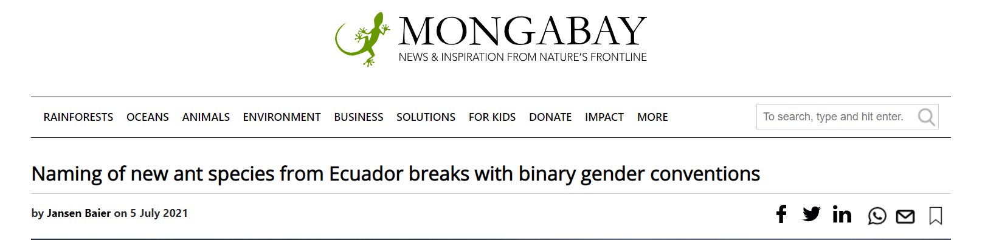 MONGABAY
NEWS & INSPIRATION FROM NATURE'S FRONTLINE
RAINFORESTS OCEANS ANIMALS ENVIRONMENT BUSINESS SOLUTIONS FOR KIDS DONATE IMPACT MORE To search, type and hit enter.
Naming of new ant species from Ecuador breaks with binary gender conventions
by Jansen Baier on 5 July 2021